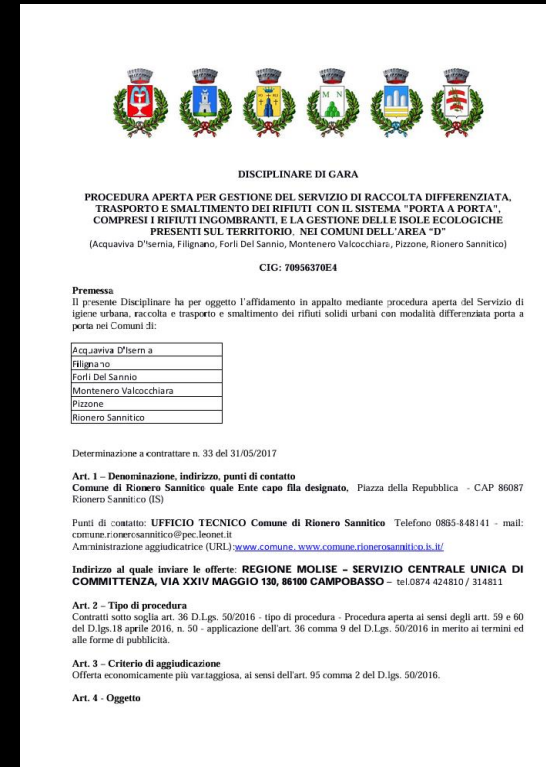 DISCIPLINARE DI GARA
PROCEDURA APERTA PER GESTIONE DEL SERVIZIO DI RACCOLTA DIFFERENZIATA,
TRASPORTO E SMALTIMENTO DEI RIFIUTI CON IL SISTEMA "PORTA A PORTA",
COMPRESI I RIFIUTI INGOMBRANTI, E LA GESTIONE DELLE ISOLE ECOLOGICHE
PRESENTI SUL TERRITORIO, NEI COMUNI DELL'AREA "D"
(Acquaviva D'Isernia, Filignano, Forli Del Sannio, Montenero Valcocchiara, Pizzone, Rionero Sannitico)
CIG: 70956370E4
Premessa
Il presente Disciplinare ha per oggetto l'affidamento in appalto mediante procedura aperta del Servizio di
igiene urbana, raccolta e trasporto e smaltimento dei rifiuti solidi urbani con modalità differenziata porta a
porta nei Comuni di:
Acquaviva D'Isernia
Filignano
Forli Del Sannio
Montenero Valcocchiara
Pizzone
Rionero Sannitico
Determinazione a contrattare n. 33 del 31/05/2017
Art. 1 – Denominazione, indirizzo, punti di contatto
Comune di Rionero Sannitico quale Ente capo fila designato, Piazza della Repubblica - CAP 86087
Rionero Sannitico (IS)
Punti di contatto: UFFICIO TECNICO Comune di Rionero Sannitico Telefono 0865-848141 - mail:
comune.rionerosannitico@pec.leonet.it
Amministrazione aggiudicatrice (URL):www.comune. www.comune.rionerosannitico.is.it/
Indirizzo al quale inviare le offerte: REGIONE MOLISE – SERVIZIO CENTRALE UNICA DI
COMMITTENZA, VIA XXIV MAGGIO 130, 86100 CAMPOBASSO – tel.0874 424810 / 314811
Art. 2 – Tipo di procedura
Contratti sotto soglia art. 36 D.Lgs. 50/2016 - tipo di procedura - Procedura aperta ai sensi degli artt. 59 e 60
del D.lgs.18 aprile 2016, n. 50 - applicazione dell'art. 36 comma 9 del D.Lgs. 50/2016 in merito ai termini ed
alle forme di pubblicità.
Art. 3 – Criterio di aggiudicazione
Offerta economicamente più vantaggiosa, ai sensi dell'art. 95 comma 2 del D.lgs. 50/2016.
Art. 4 - Oggetto